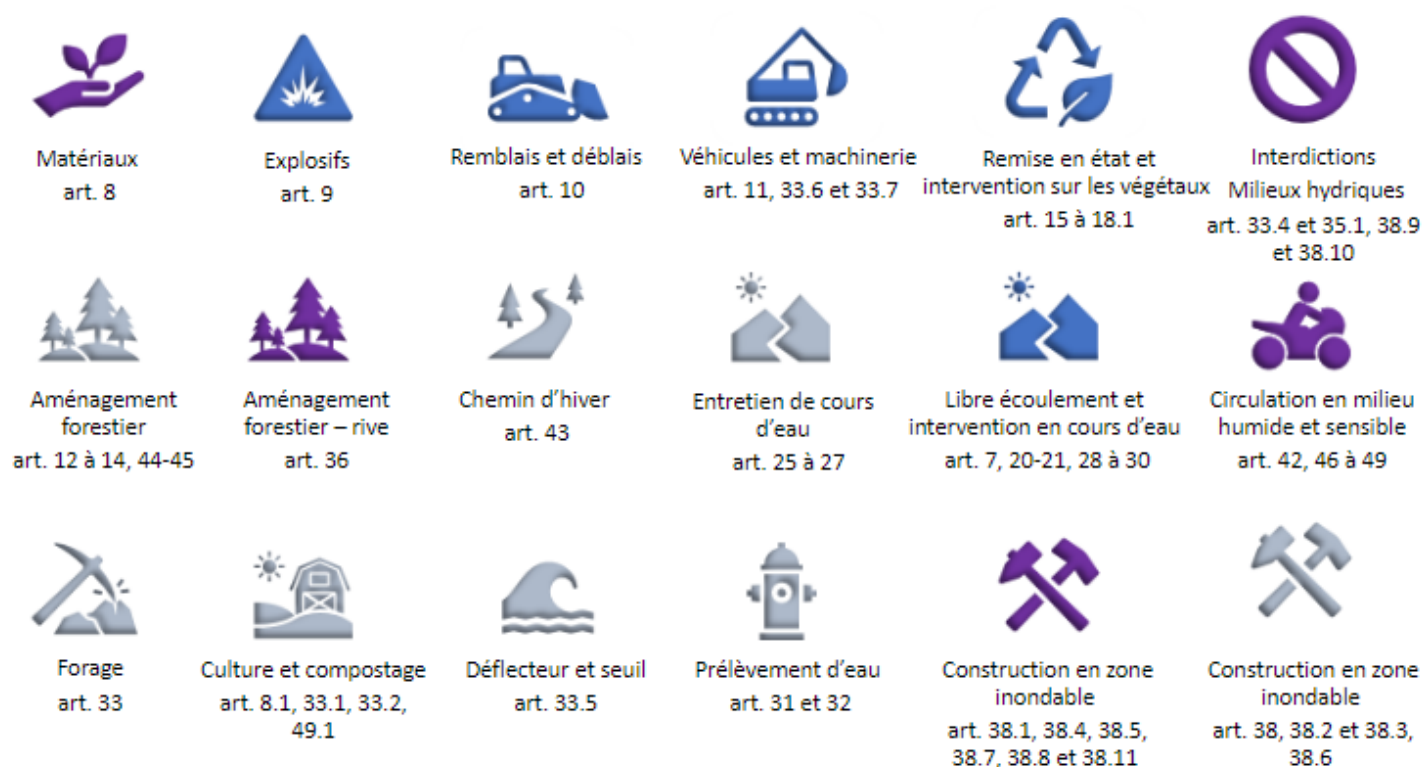 Matériaux
art. 8
Explosifs
art. 9
Remblais et déblais
art. 10
Véhicules et machinerie
art. 11, 33.6 et 33.7
Remise en état et
intervention sur les végétaux
art. 15 à 18.1
Interdictions
Milieux hydriques
art. 33.4 et 35.1, 38.9
et 38.10
Aménagement
forestier
art. 12 à 14, 44-45
Aménagement
forestier – rive
art. 36
Chemin d’hiver
art. 43
Entretien de cours
d’eau
art. 25 à 27
Libre écoulement et
intervention en cours d’eau
art. 7, 20-21, 28 à 30
Circulation en milieu
humide et sensible
art. 42, 46 à 49
Forage
art. 33
Culture et compostage
art. 8.1, 33.1, 33.2,
49.1
Déflecteur et seuil
art. 33.5
Prélèvement d’eau
art. 31 et 32
Construction en zone
inondable
art. 38.1, 38.4, 38.5,
38.7, 38.8 et 38.11
Construction en zone
inondable
art. 38, 38.2 et 38.3,
38.6